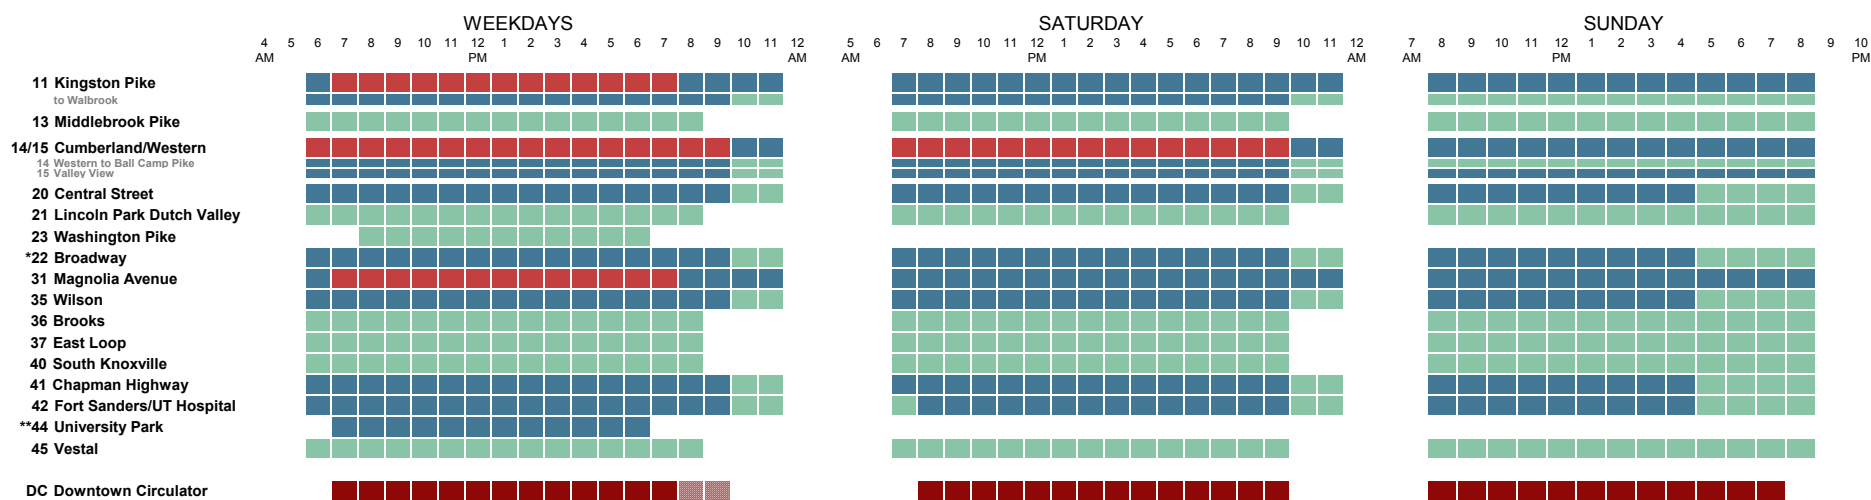 WEEKDAYS SATURDAY SUNDAY
4 5 6 7 8 9 10 11 12 1 2 3 4 5 6 7 8 9 10 11 12 5 6 7 8 9 10 11 12 1 2 3 4 5 6 7 8 9 10 11 12 7 8 9 10 11 12 1 2 3 4 5 6 7 8 9 10
AM PM AM AM PM AM AM PM PM
11 Kingston Pike
to Walbrook
13 Middlebrook Pike
14/15 Cumberland/Western
14 Western to Ball Camp Pike
15 Valley View
20 Central Street
21 Lincoln Park Dutch Valley
23 Washington Pike
*22 Broadway
31 Magnolia Avenue
35 Wilson
36 Brooks
37 East Loop
40 South Knoxville
41 Chapman Highway
42 Fort Sanders/UT Hospital
**44 University Park
45 Vestal
DC Downtown Circulator